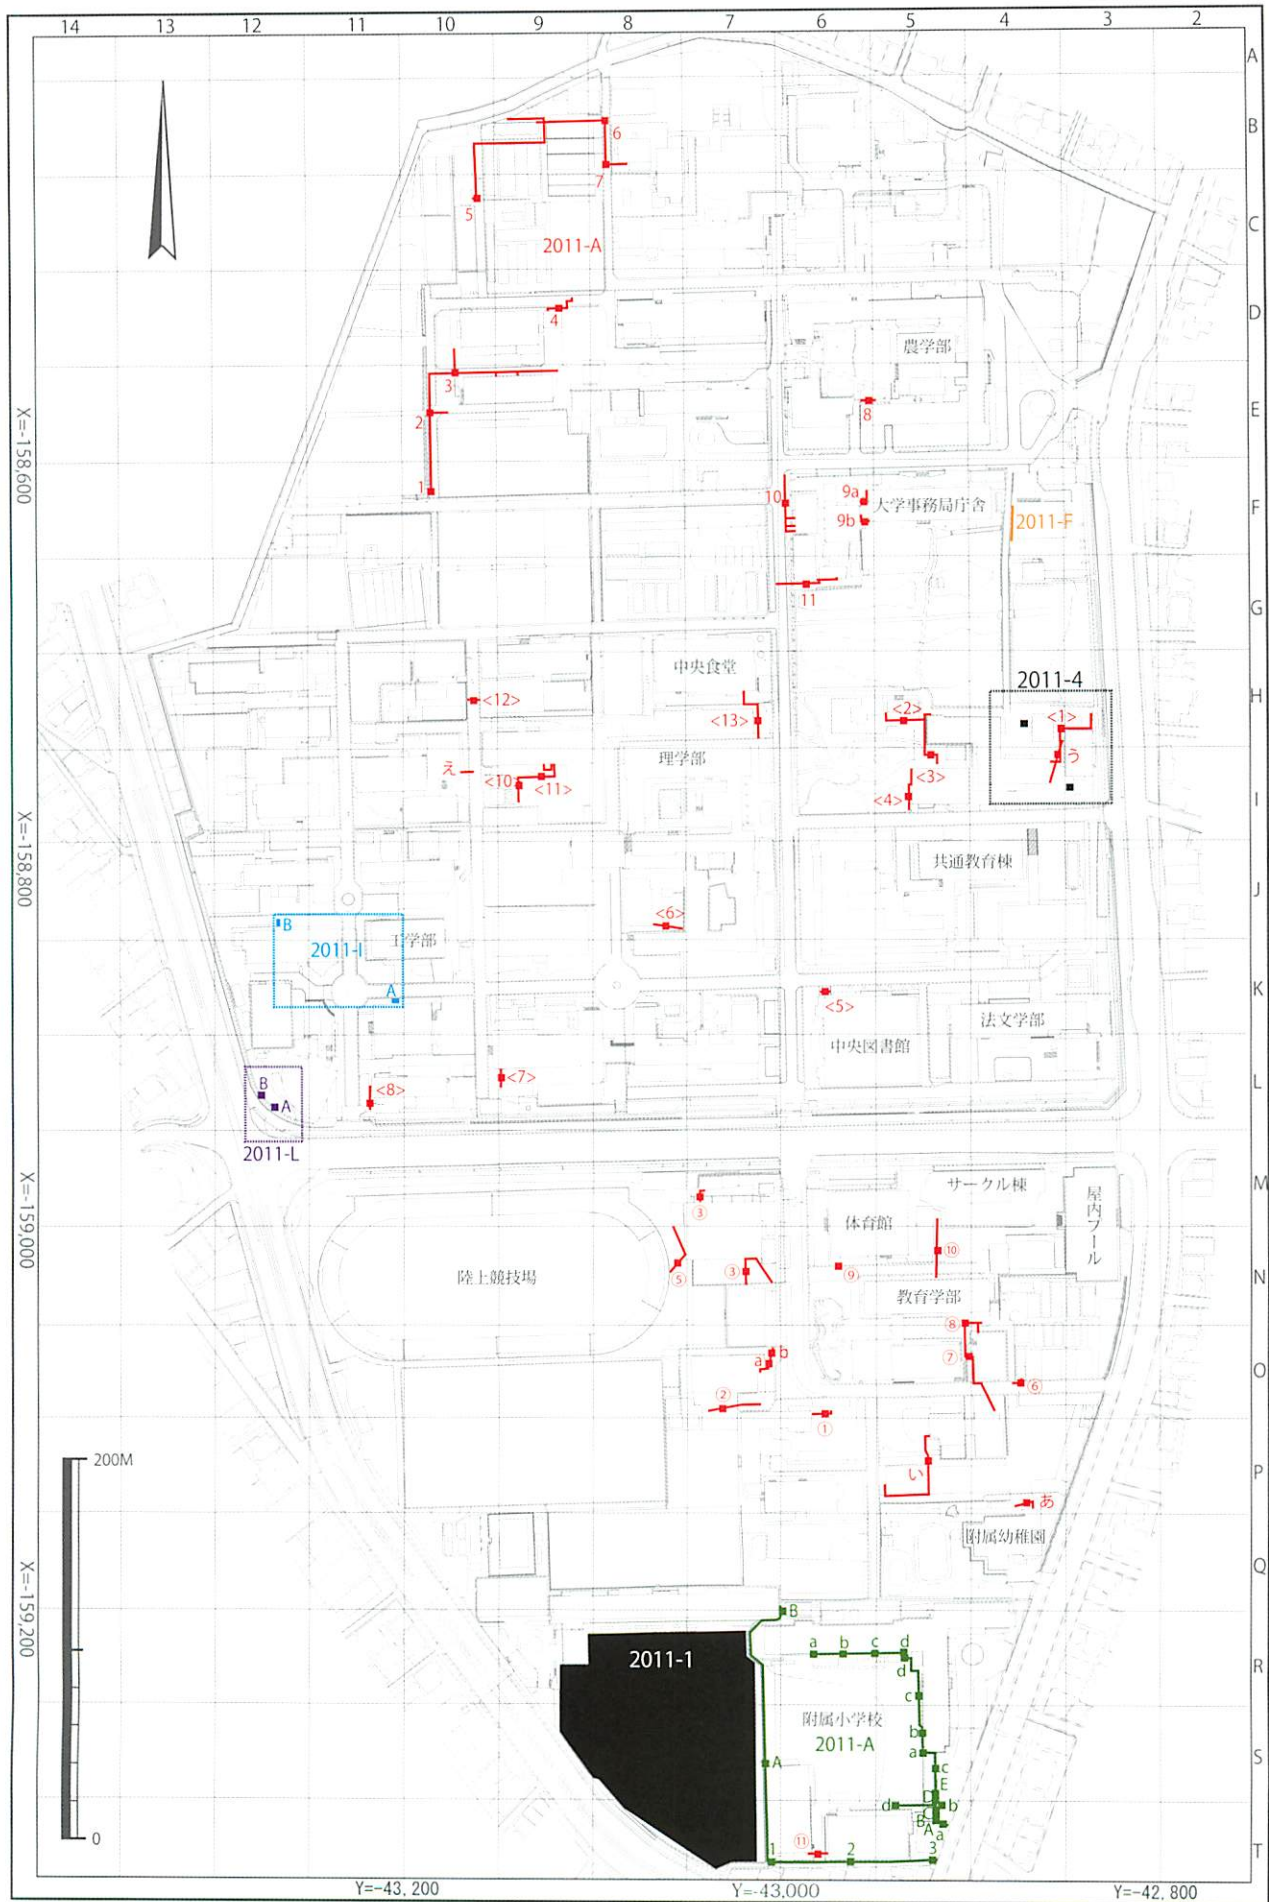 14 13 12 11 10 9 8 7 6 5 4 3 2
A
B
C
D
E
F
G
H
I
J
K
L
M
N
O
P
Q
R
S
T
X=-158,600
X=-158,800
X=-159,000
X=-159,200
Y=-43,200
Y=-43,000
Y=-42,800
6
7
5
2011-A
4
3
2
1
農学部
8
10
9a
9b
大学事務局庁舎
2011-F
11
中央食堂
2011-4
<12>
<13>
<2>
<1>
う
理学部
え
<10>
<11>
<3>
<4>
共通教育棟
B
2011-I
工学部
<6>
A
<5>
法文学部
中央図書館
B
A
<8>
<7>
2011-L
サークル棟
屋内プール
③
体育館
⑩
陸上競技場
⑤
③
⑨
教育学部
⑧
b
a
⑦
②
⑥
①
い
あ
附属幼稚園
200M
0
B
2011-1
a b c d
d
c
附属小学校
2011-A
b
a
A
c
E
D
d
b
C
B
A
a
⑪
1
2
3